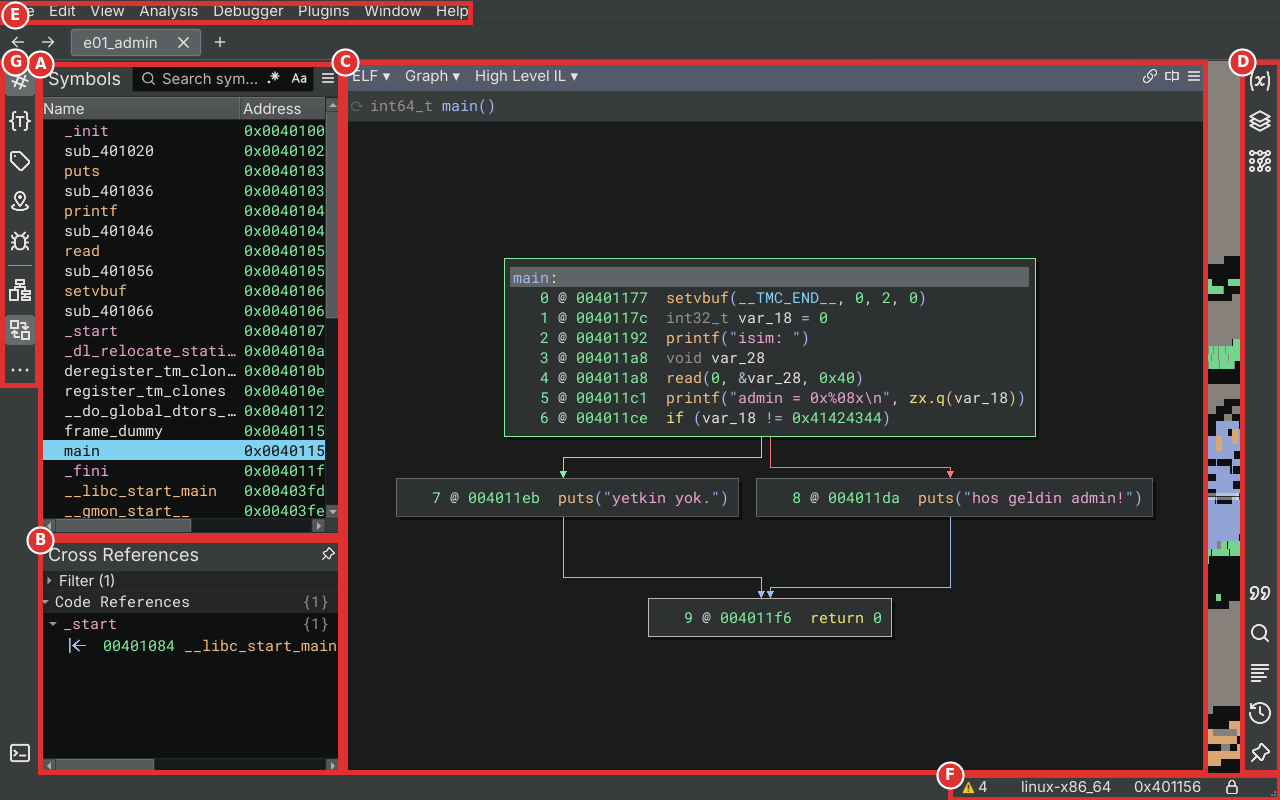 E
Edit View Analysis Debugger Plugins Window Help
e01_admin
G
A
Symbols
Search sym...
.* Aa
C
ELF ▾ Graph ▾ High Level IL ▾
D
(x)
{T}
Name Address
int64_t main()
_init 0x0040100
sub_401020 0x0040102
puts 0x0040103
sub_401036 0x0040103
printf 0x0040104
sub_401046 0x0040104
read 0x0040105
sub_401056 0x0040105
setvbuf 0x0040106
sub_401066 0x0040106
_start 0x0040107
_dl_relocate_stati... 0x004010a
deregister_tm_clon... 0x004010b
register_tm_clones 0x004010e
__do_global_dtors_... 0x0040112
frame_dummy 0x0040115
main 0x0040115
_fini 0x004011f
__libc_start_main 0x00403fd
__gmon_start__ 0x00403fe
main:
0 @ 00401177 setvbuf(__TMC_END__, 0, 2, 0)
1 @ 0040117c int32_t var_18 = 0
2 @ 00401192 printf("isim: ")
3 @ 004011a8 void var_28
4 @ 004011a8 read(0, &var_28, 0x40)
5 @ 004011c1 printf("admin = 0x%08x\n", zx.q(var_18))
6 @ 004011ce if (var_18 != 0x41424344)
7 @ 004011eb puts("yetkin yok.")
8 @ 004011da puts("hos geldin admin!")
9 @ 004011f6 return 0
B
Cross References
Filter (1)
Code References {1}
_start {1}
00401084 __libc_start_main
F
4 linux-x86_64 0x401156